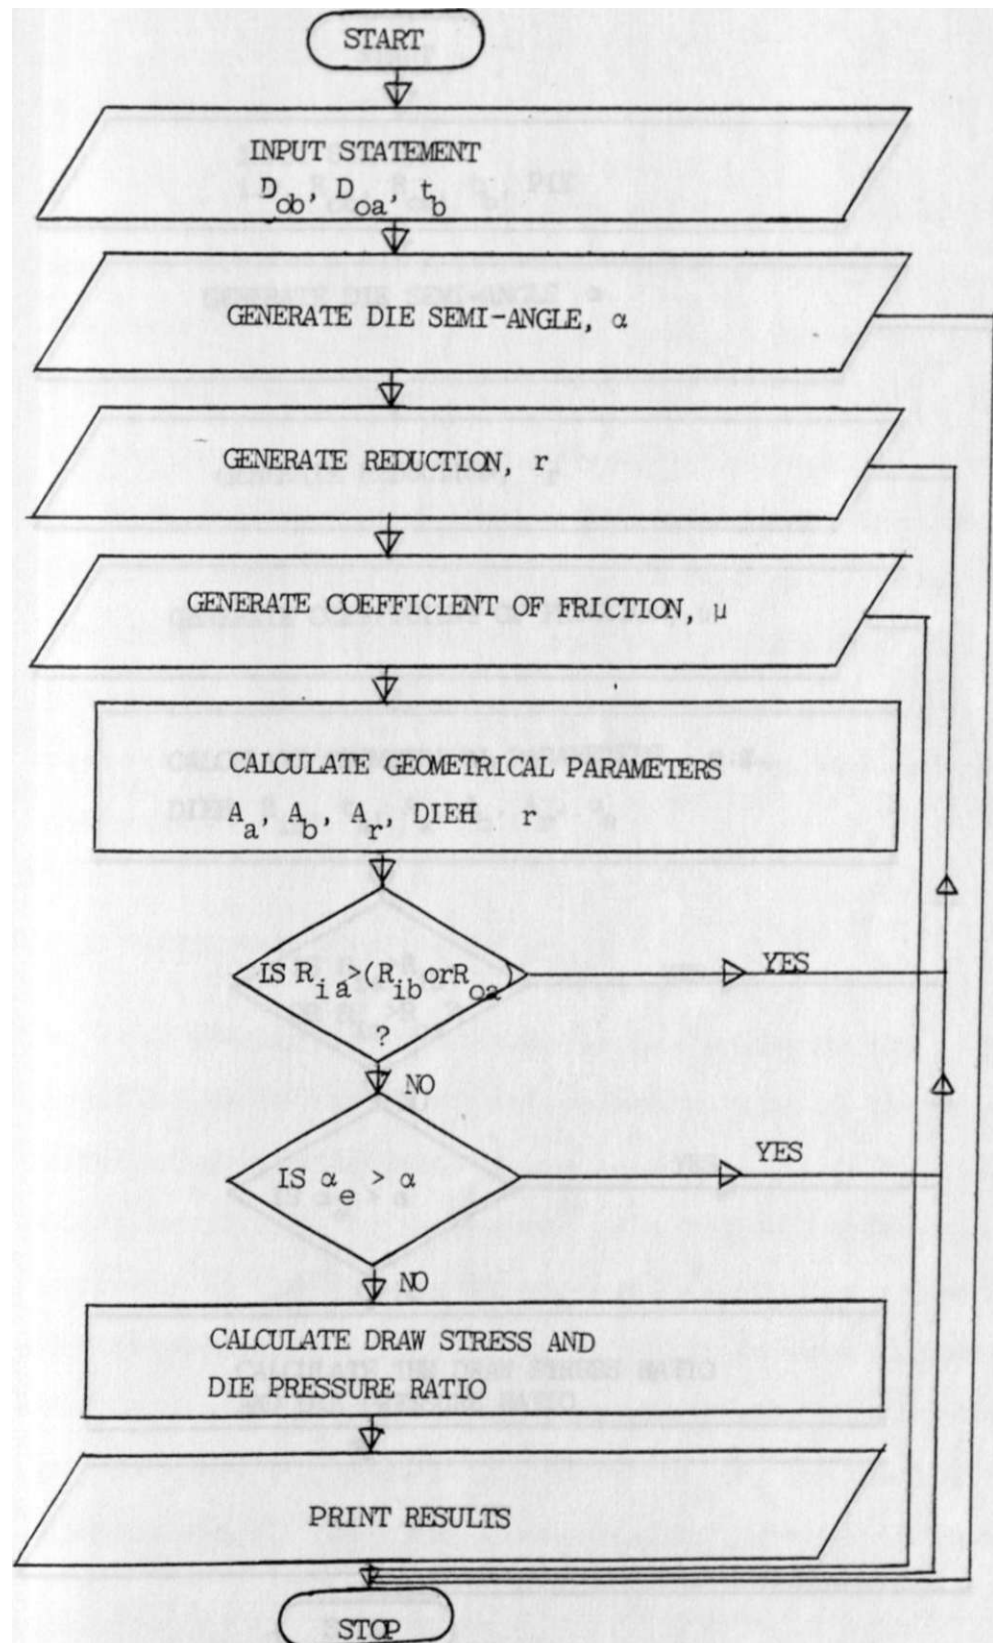 START
INPUT STATEMENT
D_ob, D_oa, t_b
GENERATE DIE SEMI-ANGLE, α
GENERATE REDUCTION, r
GENERATE COEFFICIENT OF FRICTION, μ
CALCULATE GEOMETRICAL PARAMETERS
A_a, A_b, A_r, DIEH r
IS R_ia >(R_ib orR_oa)
?
YES
NO
IS α_e > α
YES
NO
CALCULATE DRAW STRESS AND
DIE PRESSURE RATIO
PRINT RESULTS
STOP